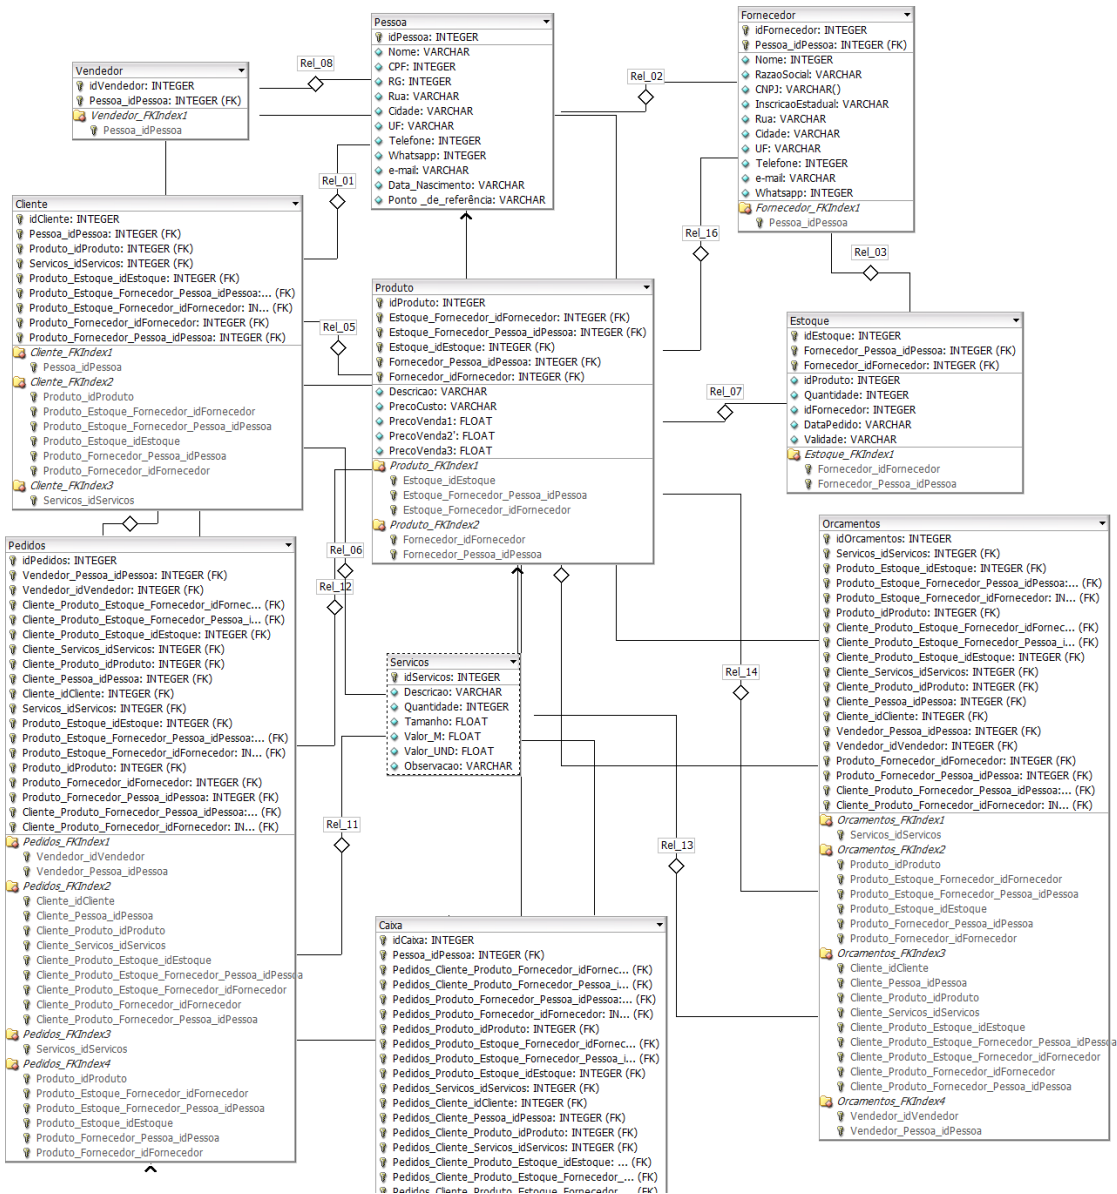 Pessoa
idPessoa: INTEGER
Nome: VARCHAR
CPF: INTEGER
RG: INTEGER
Rua: VARCHAR
Cidade: VARCHAR
UF: VARCHAR
Telefone: INTEGER
Whatsapp: INTEGER
e-mail: VARCHAR
Data_Nascimento: VARCHAR
Ponto _de_referência: VARCHAR
Fornecedor
idFornecedor: INTEGER
Pessoa_idPessoa: INTEGER (FK)
Nome: INTEGER
RazaoSocial: VARCHAR
CNPJ: VARCHAR()
InscricaoEstadual: VARCHAR
Rua: VARCHAR
Cidade: VARCHAR
UF: VARCHAR
Telefone: INTEGER
e-mail: VARCHAR
Whatsapp: INTEGER
Fornecedor_FKIndex1
Pessoa_idPessoa
Vendedor
idVendedor: INTEGER
Pessoa_idPessoa: INTEGER (FK)
Vendedor_FKIndex1
Pessoa_idPessoa
Rel_08
Rel_02
Rel_01
Rel_16
Rel_03
Cliente
idCliente: INTEGER
Pessoa_idPessoa: INTEGER (FK)
Produto_idProduto: INTEGER (FK)
Servicos_idServicos: INTEGER (FK)
Produto_Estoque_idEstoque: INTEGER (FK)
Produto_Estoque_Fornecedor_Pessoa_idPessoa:... (FK)
Produto_Estoque_Fornecedor_idFornecedor: IN... (FK)
Produto_Fornecedor_idFornecedor: INTEGER (FK)
Produto_Fornecedor_Pessoa_idPessoa: INTEGER (FK)
Cliente_FKIndex1
Pessoa_idPessoa
Cliente_FKIndex2
Produto_idProduto
Produto_Estoque_Fornecedor_idFornecedor
Produto_Estoque_Fornecedor_Pessoa_idPessoa
Produto_Estoque_idEstoque
Produto_Fornecedor_Pessoa_idPessoa
Produto_Fornecedor_idFornecedor
Cliente_FKIndex3
Servicos_idServicos
Rel_05
Produto
idProduto: INTEGER
Estoque_Fornecedor_idFornecedor: INTEGER (FK)
Estoque_Fornecedor_Pessoa_idPessoa: INTEGER (FK)
Estoque_idEstoque: INTEGER (FK)
Fornecedor_Pessoa_idPessoa: INTEGER (FK)
Fornecedor_idFornecedor: INTEGER (FK)
Descricao: VARCHAR
PrecoCusto: VARCHAR
PrecoVenda1: FLOAT
PrecoVenda2': FLOAT
PrecoVenda3: FLOAT
Produto_FKIndex1
Estoque_idEstoque
Estoque_Fornecedor_Pessoa_idPessoa
Estoque_Fornecedor_idFornecedor
Produto_FKIndex2
Fornecedor_idFornecedor
Fornecedor_Pessoa_idPessoa
Rel_07
Estoque
idEstoque: INTEGER
Fornecedor_Pessoa_idPessoa: INTEGER (FK)
Fornecedor_idFornecedor: INTEGER (FK)
idProduto: INTEGER
Quantidade: INTEGER
idFornecedor: INTEGER
DataPedido: VARCHAR
Validade: VARCHAR
Estoque_FKIndex1
Fornecedor_idFornecedor
Fornecedor_Pessoa_idPessoa
Pedidos
idPedidos: INTEGER
Vendedor_Pessoa_idPessoa: INTEGER (FK)
Vendedor_idVendedor: INTEGER (FK)
Cliente_Produto_Estoque_Fornecedor_idFornec... (FK)
Cliente_Produto_Estoque_Fornecedor_Pessoa_i... (FK)
Cliente_Produto_Estoque_idEstoque: INTEGER (FK)
Cliente_Servicos_idServicos: INTEGER (FK)
Cliente_Produto_idProduto: INTEGER (FK)
Cliente_Pessoa_idPessoa: INTEGER (FK)
Cliente_idCliente: INTEGER (FK)
Servicos_idServicos: INTEGER (FK)
Produto_Estoque_idEstoque: INTEGER (FK)
Produto_Estoque_Fornecedor_Pessoa_idPessoa:... (FK)
Produto_Estoque_Fornecedor_idFornecedor: IN... (FK)
Produto_idProduto: INTEGER (FK)
Produto_Fornecedor_idFornecedor: INTEGER (FK)
Produto_Fornecedor_Pessoa_idPessoa: INTEGER (FK)
Cliente_Produto_Fornecedor_Pessoa_idPessoa:... (FK)
Cliente_Produto_Fornecedor_idFornecedor: IN... (FK)
Pedidos_FKIndex1
Vendedor_idVendedor
Vendedor_Pessoa_idPessoa
Pedidos_FKIndex2
Cliente_idCliente
Cliente_Pessoa_idPessoa
Cliente_Produto_idProduto
Cliente_Servicos_idServicos
Cliente_Produto_Estoque_idEstoque
Cliente_Produto_Estoque_Fornecedor_Pessoa_idPessoa
Cliente_Produto_Estoque_Fornecedor_idFornecedor
Cliente_Produto_Fornecedor_idFornecedor
Cliente_Produto_Fornecedor_Pessoa_idPessoa
Pedidos_FKIndex3
Servicos_idServicos
Pedidos_FKIndex4
Produto_idProduto
Produto_Estoque_Fornecedor_idFornecedor
Produto_Estoque_Fornecedor_Pessoa_idPessoa
Produto_Estoque_idEstoque
Produto_Fornecedor_Pessoa_idPessoa
Produto_Fornecedor_idFornecedor
Rel_06
Rel_12
Servicos
idServicos: INTEGER
Descricao: VARCHAR
Quantidade: INTEGER
Tamanho: FLOAT
Valor_M: FLOAT
Valor_UND: FLOAT
Observacao: VARCHAR
Rel_14
Rel_11
Rel_13
Orcamentos
idOrcamentos: INTEGER
Servicos_idServicos: INTEGER (FK)
Produto_Estoque_idEstoque: INTEGER (FK)
Produto_Estoque_Fornecedor_Pessoa_idPessoa:... (FK)
Produto_Estoque_Fornecedor_idFornecedor: IN... (FK)
Produto_idProduto: INTEGER (FK)
Cliente_Produto_Estoque_Fornecedor_idFornec... (FK)
Cliente_Produto_Estoque_Fornecedor_Pessoa_i... (FK)
Cliente_Produto_Estoque_idEstoque: INTEGER (FK)
Cliente_Servicos_idServicos: INTEGER (FK)
Cliente_Produto_idProduto: INTEGER (FK)
Cliente_Pessoa_idPessoa: INTEGER (FK)
Cliente_idCliente: INTEGER (FK)
Vendedor_Pessoa_idPessoa: INTEGER (FK)
Vendedor_idVendedor: INTEGER (FK)
Produto_Fornecedor_idFornecedor: INTEGER (FK)
Produto_Fornecedor_Pessoa_idPessoa: INTEGER (FK)
Cliente_Produto_Fornecedor_Pessoa_idPessoa:... (FK)
Cliente_Produto_Fornecedor_idFornecedor: IN... (FK)
Orcamentos_FKIndex1
Servicos_idServicos
Orcamentos_FKIndex2
Produto_idProduto
Produto_Estoque_Fornecedor_idFornecedor
Produto_Estoque_Fornecedor_Pessoa_idPessoa
Produto_Estoque_idEstoque
Produto_Fornecedor_Pessoa_idPessoa
Produto_Fornecedor_idFornecedor
Orcamentos_FKIndex3
Cliente_idCliente
Cliente_Pessoa_idPessoa
Cliente_Produto_idProduto
Cliente_Servicos_idServicos
Cliente_Produto_Estoque_idEstoque
Cliente_Produto_Estoque_Fornecedor_Pessoa_idPessoa
Cliente_Produto_Estoque_Fornecedor_idFornecedor
Cliente_Produto_Fornecedor_idFornecedor
Cliente_Produto_Fornecedor_Pessoa_idPessoa
Orcamentos_FKIndex4
Vendedor_idVendedor
Vendedor_Pessoa_idPessoa
Caixa
idCaixa: INTEGER
Pessoa_idPessoa: INTEGER (FK)
Pedidos_Cliente_Produto_Fornecedor_idFornec... (FK)
Pedidos_Cliente_Produto_Fornecedor_Pessoa_i... (FK)
Pedidos_Produto_Fornecedor_Pessoa_idPessoa:... (FK)
Pedidos_Produto_Fornecedor_idFornecedor: IN... (FK)
Pedidos_Produto_idProduto: INTEGER (FK)
Pedidos_Produto_Estoque_Fornecedor_idFornec... (FK)
Pedidos_Produto_Estoque_Fornecedor_Pessoa_i... (FK)
Pedidos_Produto_Estoque_idEstoque: INTEGER (FK)
Pedidos_Servicos_idServicos: INTEGER (FK)
Pedidos_Cliente_idCliente: INTEGER (FK)
Pedidos_Cliente_Pessoa_idPessoa: INTEGER (FK)
Pedidos_Cliente_Produto_idProduto: INTEGER (FK)
Pedidos_Cliente_Servicos_idServicos: INTEGER (FK)
Pedidos_Cliente_Produto_Estoque_idEstoque: ... (FK)
Pedidos_Cliente_Produto_Estoque_Fornecedor_... (FK)
Pedidos_Cliente_Produto_Estoque_Fornecedor_... (FK)